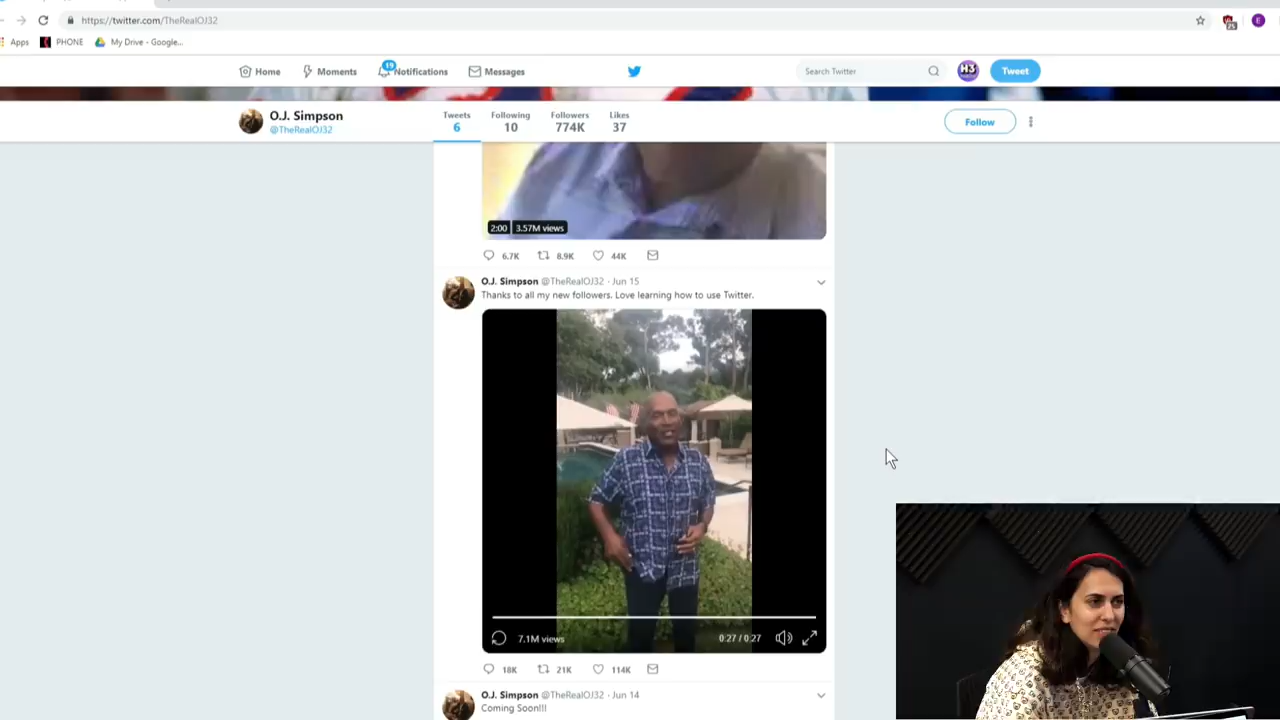 https://twitter.com/TheRealOJ32
Apps PHONE My Drive - Google...
Home Moments 19 Notifications Messages Search Twitter H3 Tweet
O.J. Simpson
@TheRealOJ32
Tweets Following Followers Likes
6 10 774K 37
Follow
2:00 3.57M views
6.7K 8.9K 44K
O.J. Simpson @TheRealOJ32 · Jun 15
Thanks to all my new followers. Love learning how to use Twitter.
7.1M views 0:27 / 0:27
18K 21K 114K
O.J. Simpson @TheRealOJ32 · Jun 14
Coming Soon!!!